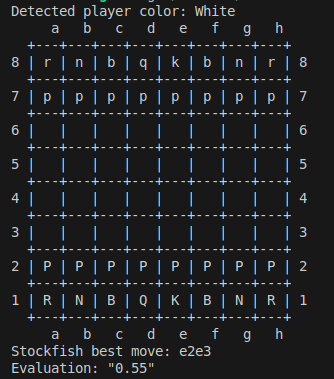 Detected player color: White
    a   b   c   d   e   f   g   h
  +---+---+---+---+---+---+---+---+
8 | r | n | b | q | k | b | n | r | 8
  +---+---+---+---+---+---+---+---+
7 | p | p | p | p | p | p | p | p | 7
  +---+---+---+---+---+---+---+---+
6 |   |   |   |   |   |   |   |   | 6
  +---+---+---+---+---+---+---+---+
5 |   |   |   |   |   |   |   |   | 5
  +---+---+---+---+---+---+---+---+
4 |   |   |   |   |   |   |   |   | 4
  +---+---+---+---+---+---+---+---+
3 |   |   |   |   |   |   |   |   | 3
  +---+---+---+---+---+---+---+---+
2 | P | P | P | P | P | P | P | P | 2
  +---+---+---+---+---+---+---+---+
1 | R | N | B | Q | K | B | N | R | 1
  +---+---+---+---+---+---+---+---+
    a   b   c   d   e   f   g   h
Stockfish best move: e2e3
Evaluation: "0.55"